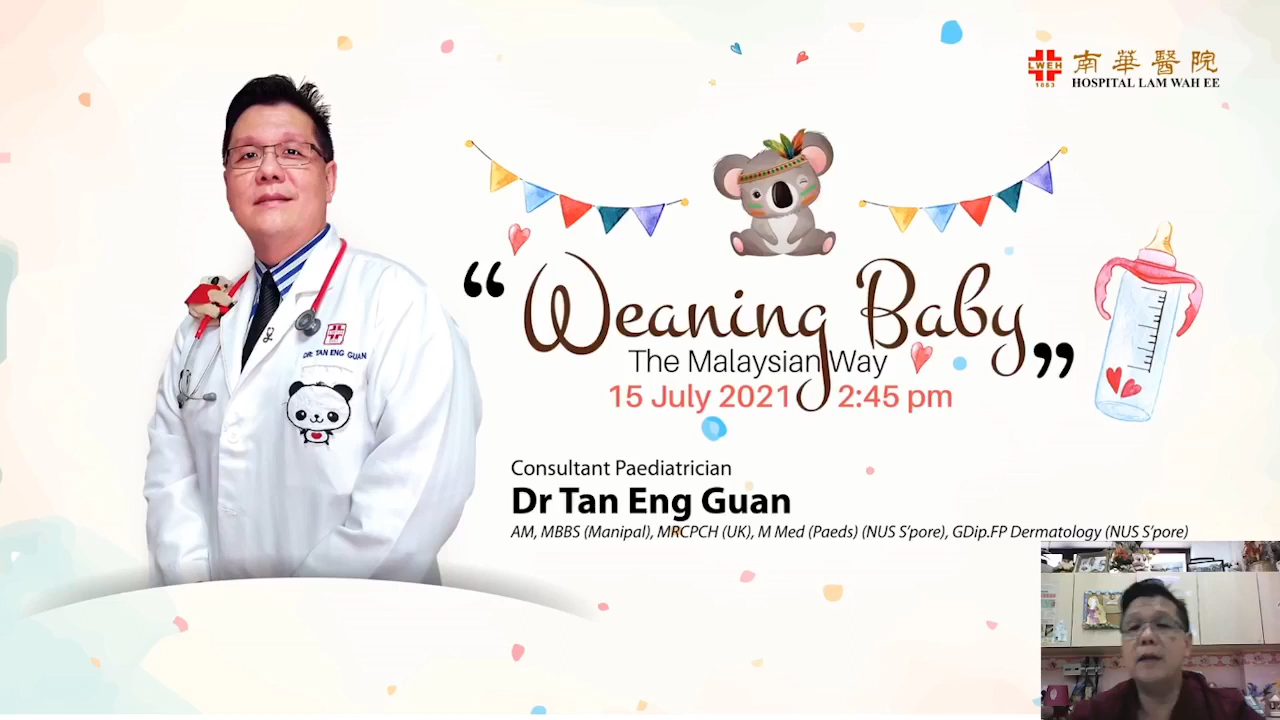 LWEH
1883
南華醫院
HOSPITAL LAM WAH EE
“Weaning Baby”
The Malaysian Way
15 July 2021 2:45 pm
DR. TAN ENG GUAN
Consultant Paediatrician
Dr Tan Eng Guan
AM, MBBS (Manipal), MRCPCH (UK), M Med (Paeds) (NUS S’pore), GDip.FP Dermatology (NUS S’pore)